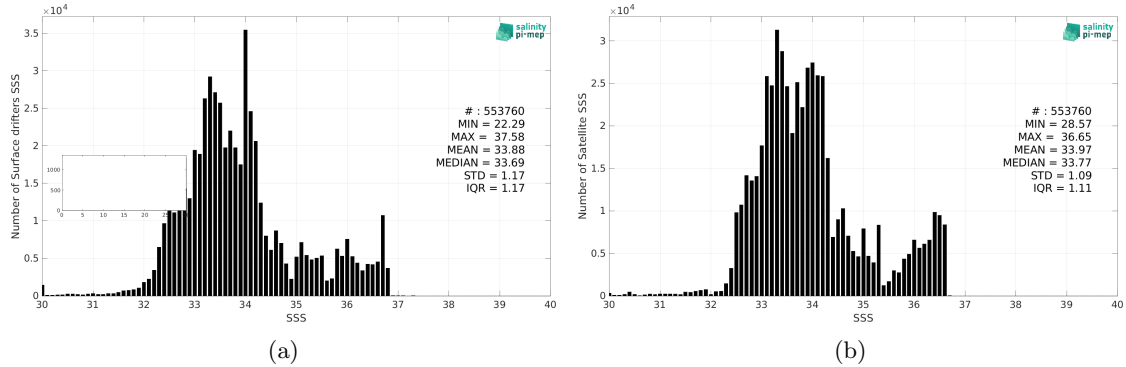 ×10⁴
3.5
3
2.5
2
1.5
1
0.5
0
Number of Surface drifters SSS
1000
500
0
0 5 10 15 20 25
salinity
pi-mep
# : 553760
MIN = 22.29
MAX = 37.58
MEAN = 33.88
MEDIAN = 33.69
STD = 1.17
IQR = 1.17
30 31 32 33 34 35 36 37 38 39 40
SSS
(a)
×10⁴
3
2.5
2
1.5
1
0.5
0
Number of Satellite SSS
salinity
pi-mep
# : 553760
MIN = 28.57
MAX = 36.65
MEAN = 33.97
MEDIAN = 33.77
STD = 1.09
IQR = 1.11
30 31 32 33 34 35 36 37 38 39 40
SSS
(b)